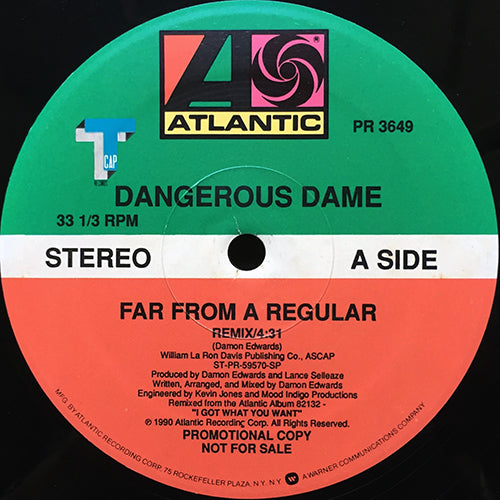 ATLANTIC
PR 3649
T
CAP
DANGEROUS DAME
33 1/3 RPM
STEREO
A SIDE
FAR FROM A REGULAR
REMIX/4:31
(Damon Edwards)
William La Ron Davis Publishing Co., ASCAP
ST-PR-59570-SP
Produced by Damon Edwards and Lance Selleaze
Written, Arranged, and Mixed by Damon Edwards
Engineered by Kevin Jones and Mood Indigo Productions
Remixed from the Atlantic Album 82132 -
"I GOT WHAT YOU WANT"
℗ 1990 Atlantic Recording Corp. All Rights Reserved.
PROMOTIONAL COPY
NOT FOR SALE
MFG. BY ATLANTIC RECORDING CORP. 75 ROCKEFELLER PLAZA, N.Y. N.Y. A WARNER COMMUNICATIONS COMPANY